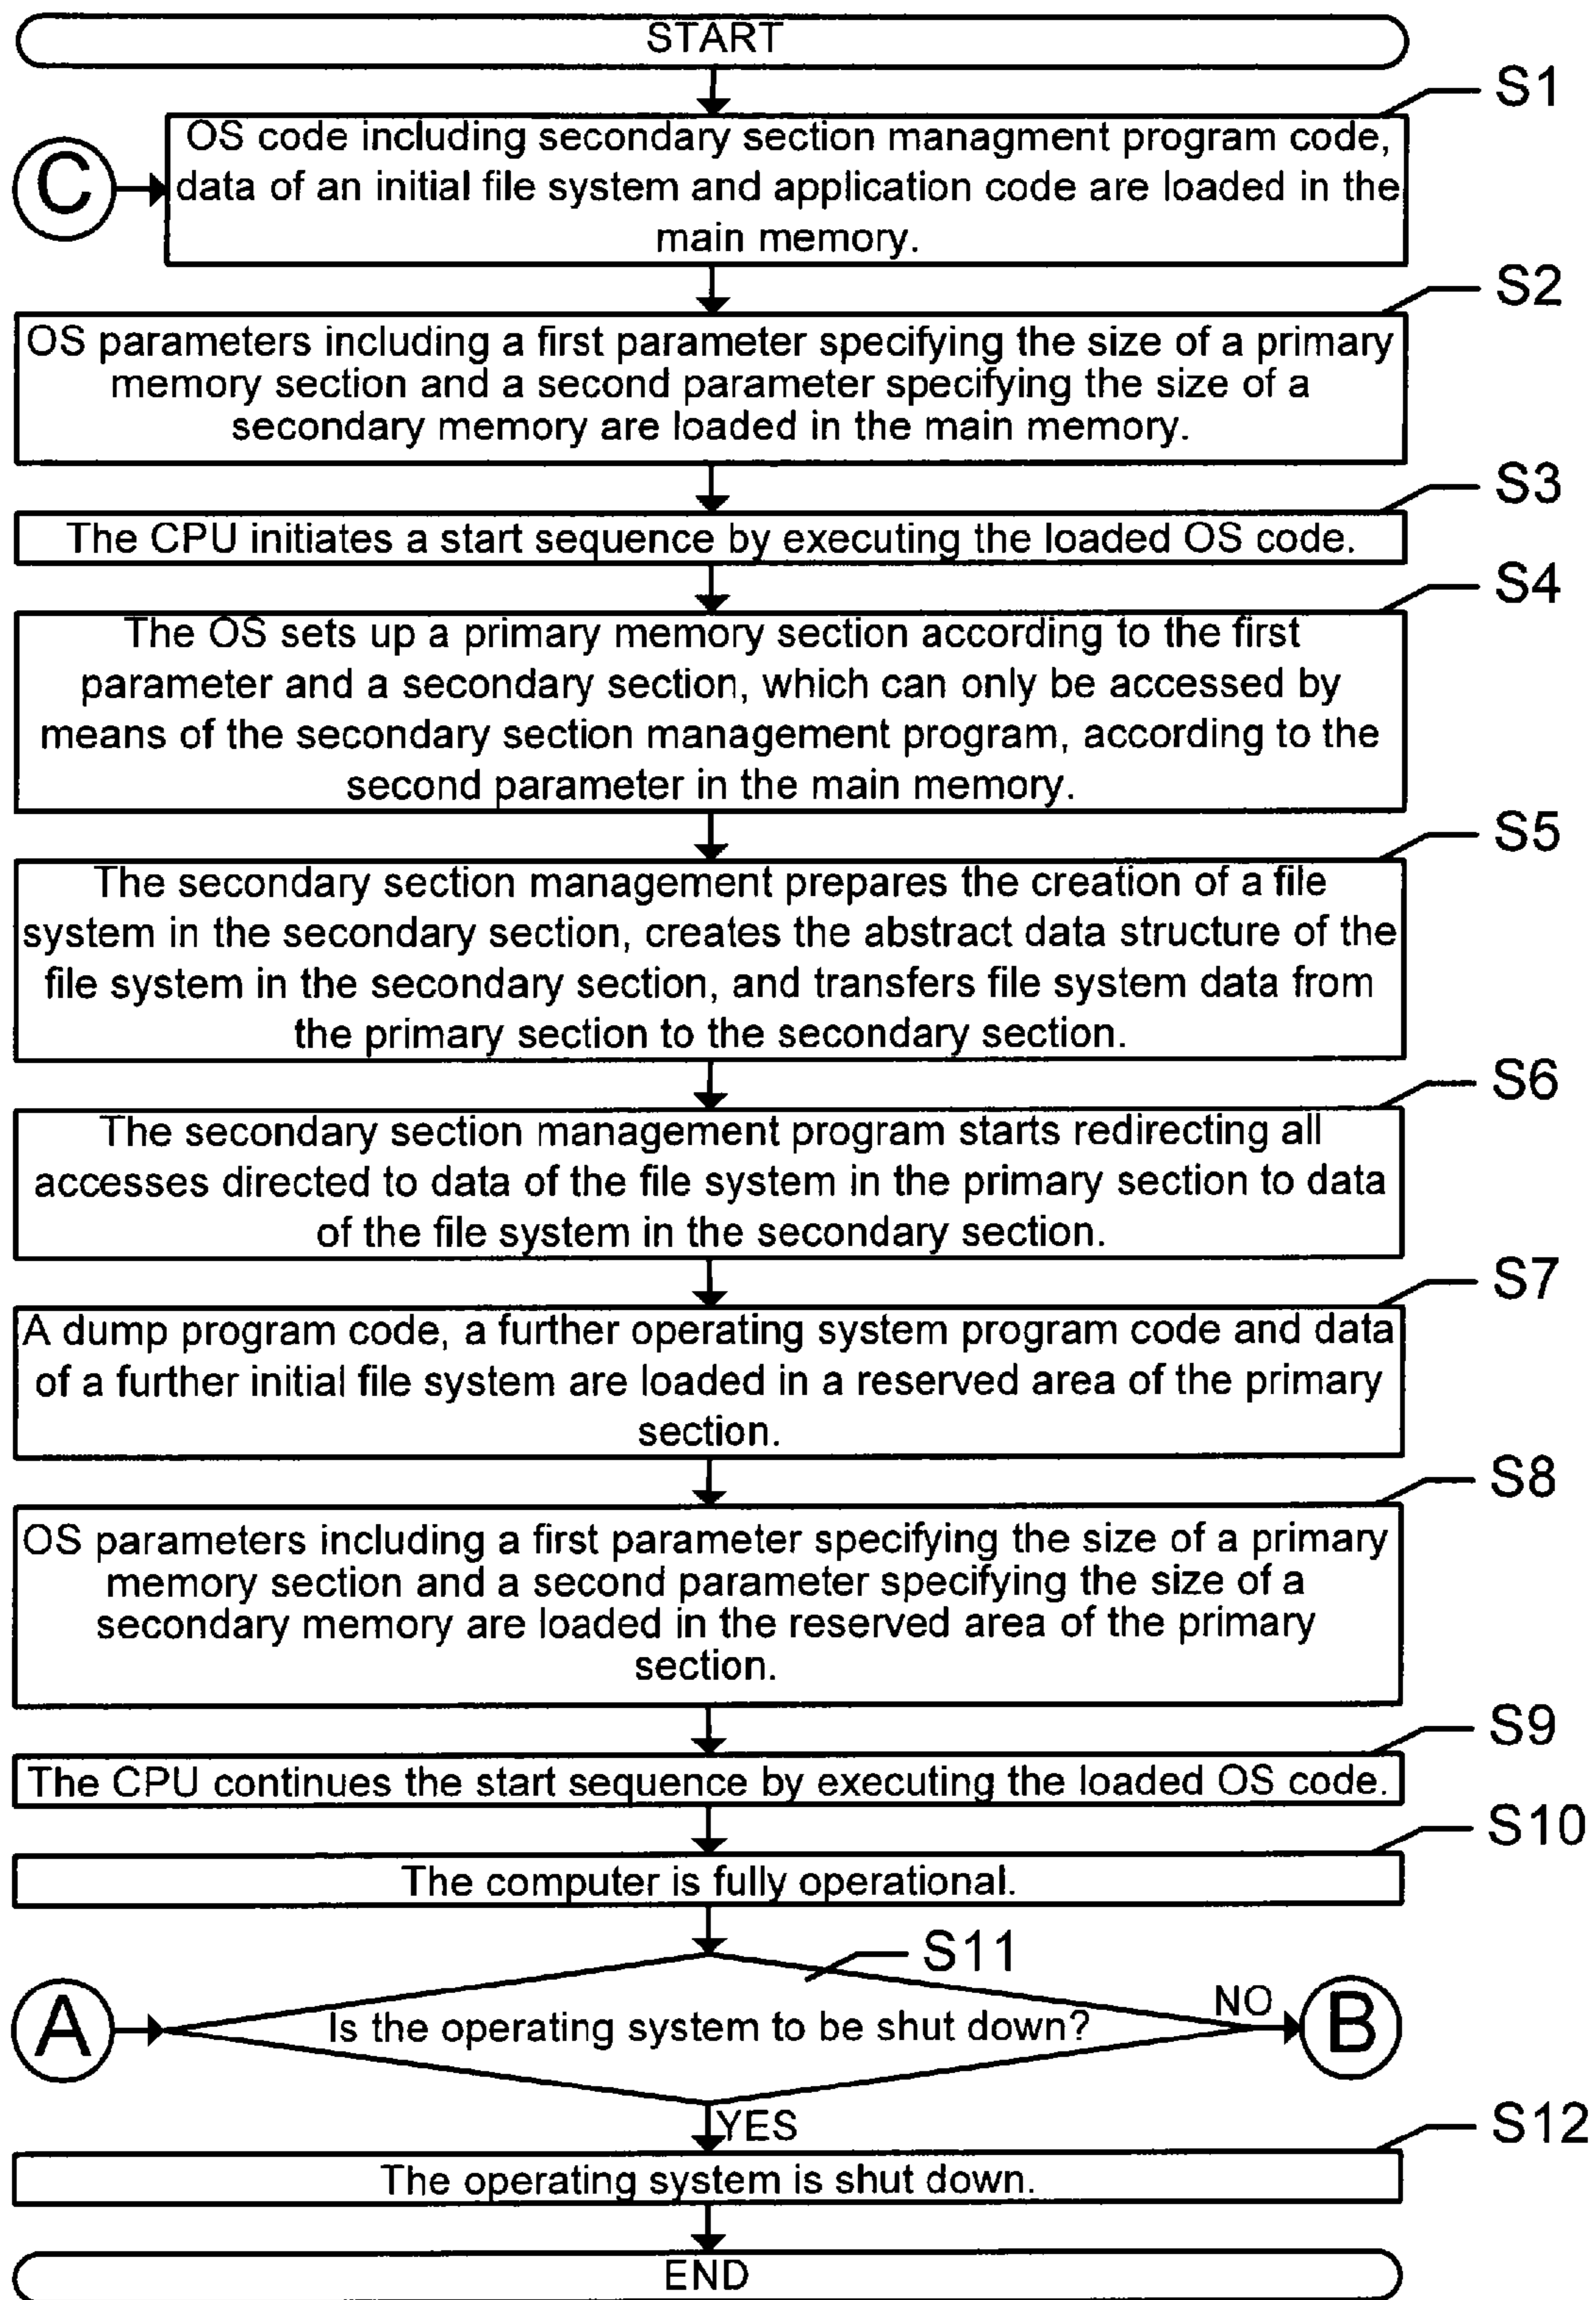 START
S1
OS code including secondary section managment program code,
C
data of an initial file system and application code are loaded in the
main memory.
S2
OS parameters including a first parameter specifying the size of a primary
memory section and a second parameter specifying the size of a
secondary memory are loaded in the main memory.
S3
The CPU initiates a start sequence by executing the loaded OS code.
S4
The OS sets up a primary memory section according to the first
parameter and a secondary section, which can only be accessed by
means of the secondary section management program, according to the
second parameter in the main memory.
S5
The secondary section management prepares the creation of a file
system in the secondary section, creates the abstract data structure of the
file system in the secondary section, and transfers file system data from
the primary section to the secondary section.
S6
The secondary section management program starts redirecting all
accesses directed to data of the file system in the primary section to data
of the file system in the secondary section.
S7
A dump program code, a further operating system program code and data
of a further initial file system are loaded in a reserved area of the primary
section.
S8
OS parameters including a first parameter specifying the size of a primary
memory section and a second parameter specifying the size of a
secondary memory are loaded in the reserved area of the primary
section.
S9
The CPU continues the start sequence by executing the loaded OS code.
S10
The computer is fully operational.
S11
A
Is the operating system to be shut down?
NO
B
YES
S12
The operating system is shut down.
END